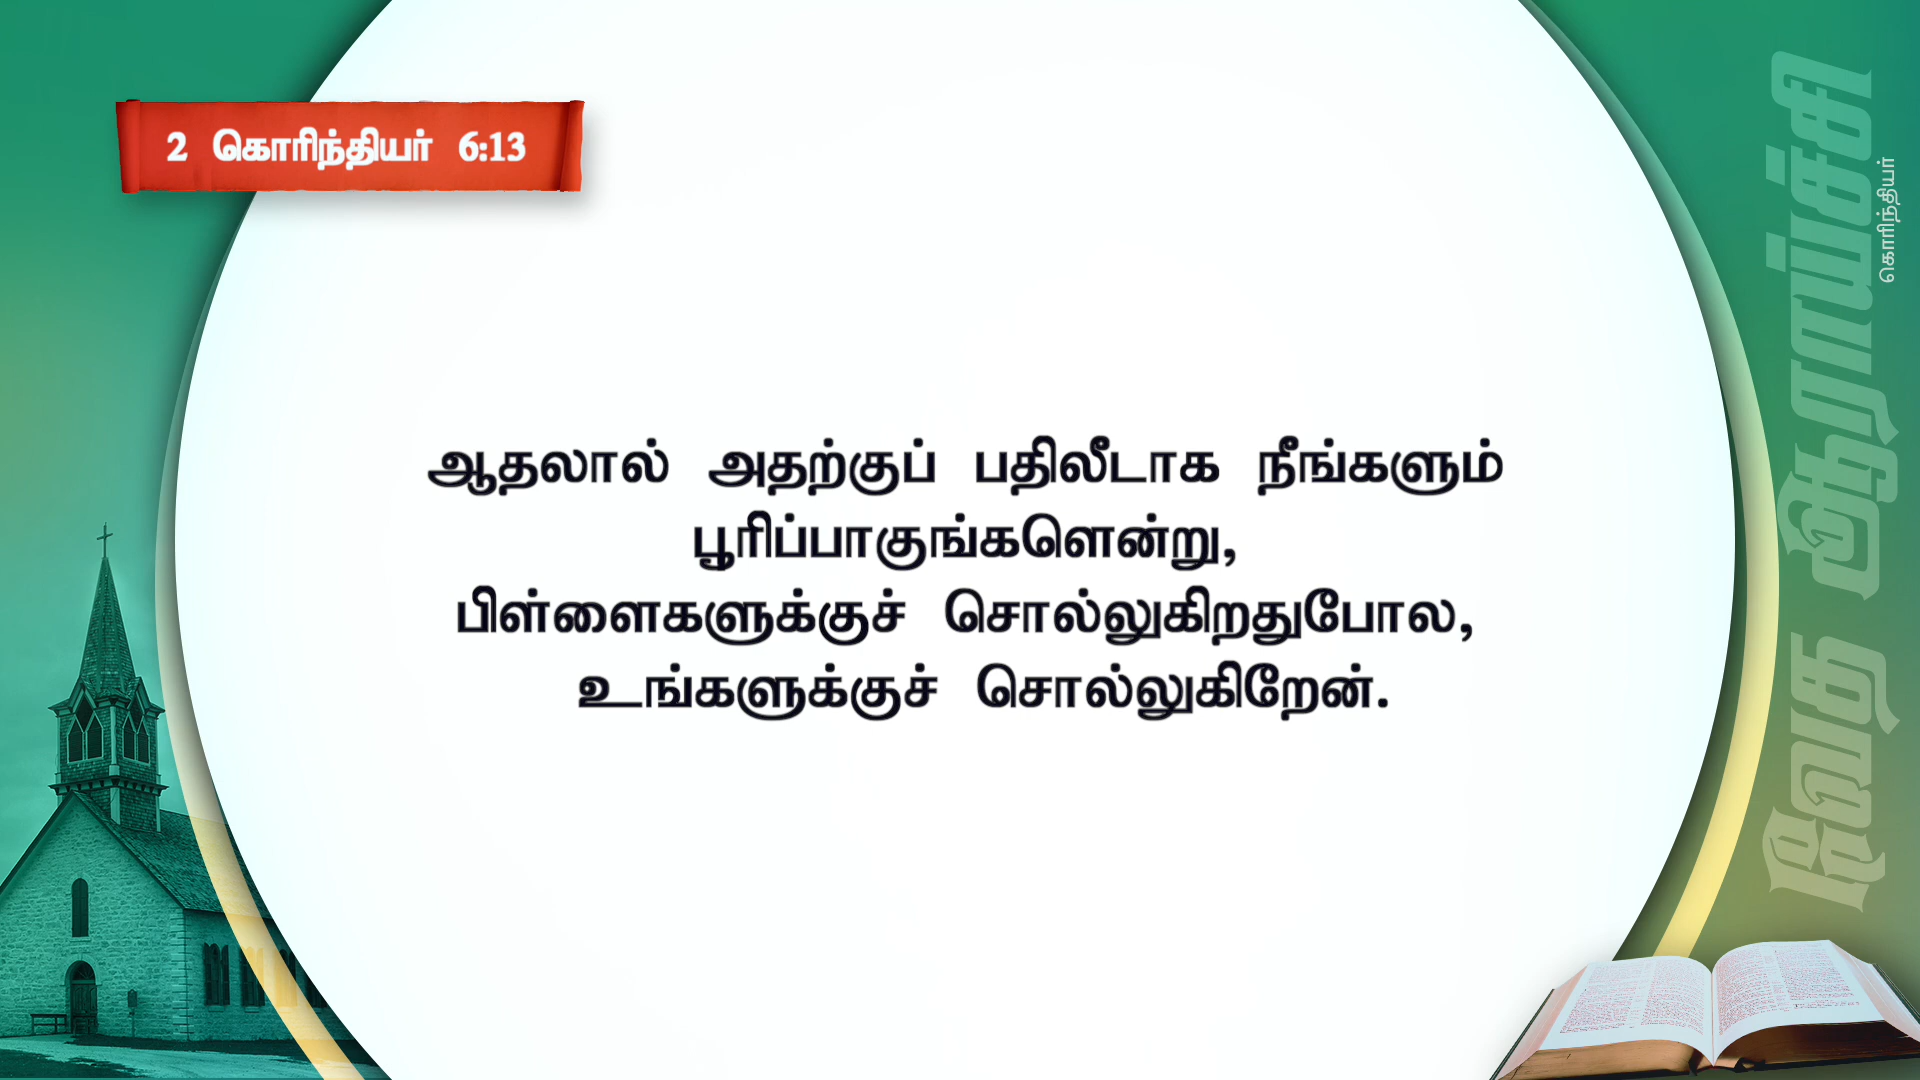 2 கொரிந்தியர் 6:13
ஆதலால் அதற்குப் பதிலீடாக நீங்களும்
பூரிப்பாகுங்களென்று,
பிள்ளைகளுக்குச் சொல்லுகிறதுபோல,
உங்களுக்குச் சொல்லுகிறேன்.
வேத ஆராய்ச்சி
கொரிந்தியர்